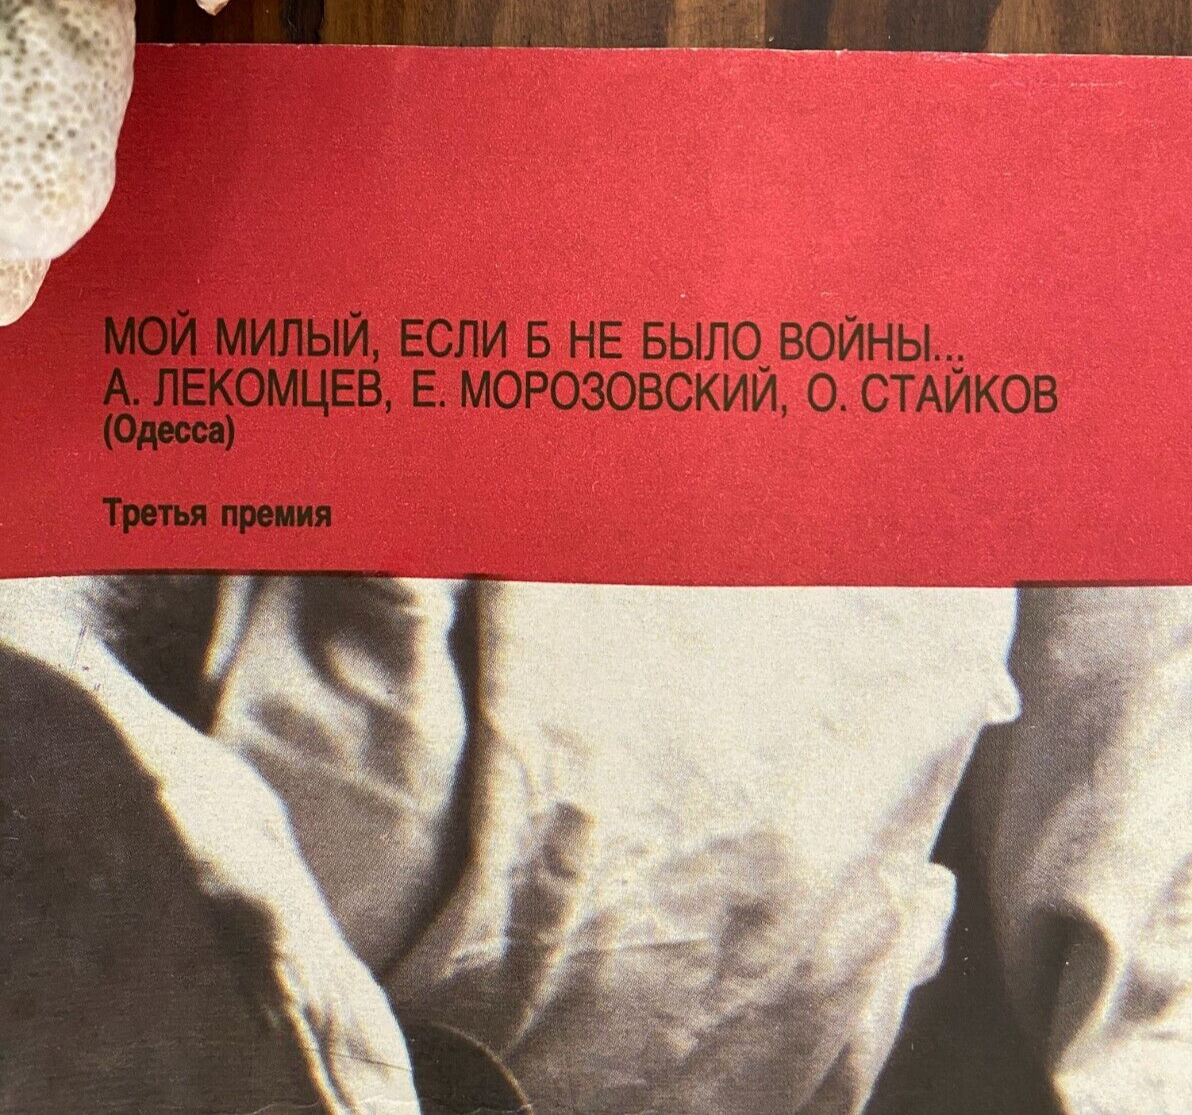 МОЙ МИЛЫЙ, ЕСЛИ Б НЕ БЫЛО ВОЙНЫ...
А. ЛЕКОМЦЕВ, Е. МОРОЗОВСКИЙ, О. СТАЙКОВ
(Одесса)
Третья премия